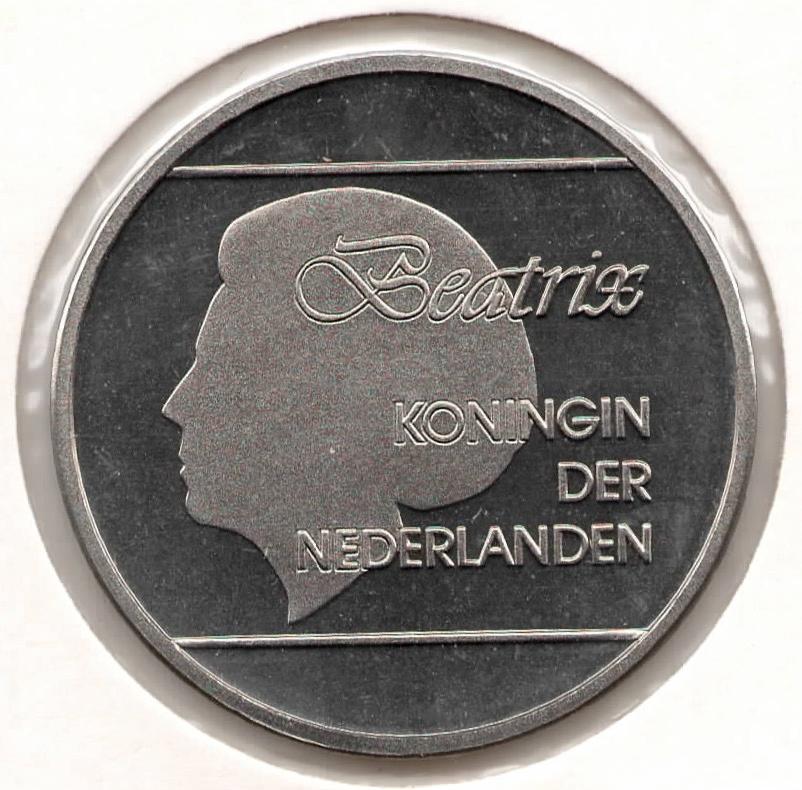 Beatrix
KONINGIN
DER
NEDERLANDEN